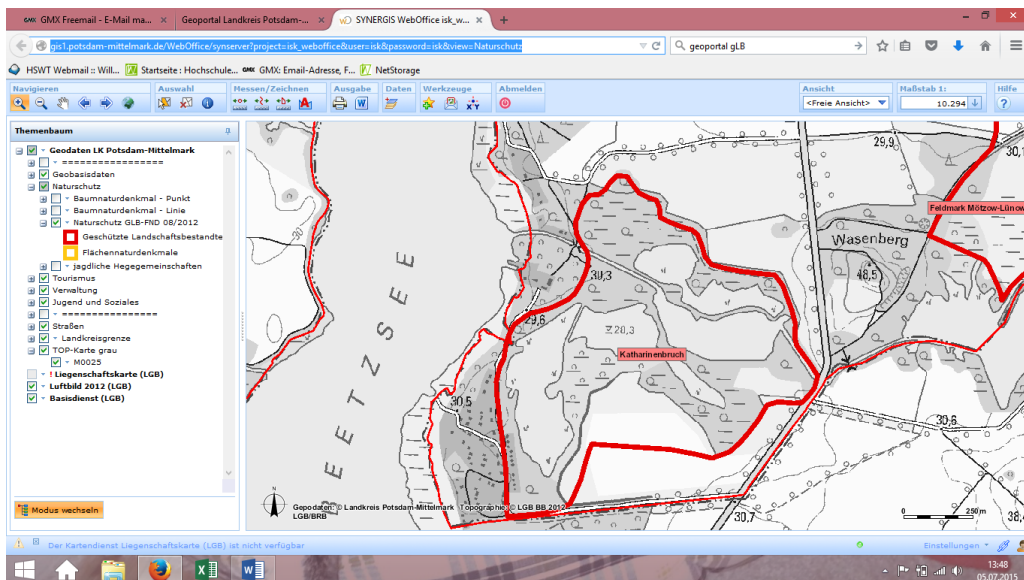 GMX Freemail - E-Mail ma... ×
Geoportal Landkreis Potsdam-... ×
SYNERGIS WebOffice isk_w... ×
gis1.potsdam-mittelmark.de/WebOffice/synserver?project=isk_weboffice&user=isk&password=isk&view=Naturschutz
geoportal gLB
HSWT Webmail :: Will...
Startseite : Hochschule...
GMX GMX: Email-Adresse, F...
NetStorage
Navigieren
Auswahl
Messen/Zeichnen
Ausgabe
Daten
Werkzeuge
Abmelden
Ansicht
<Freie Ansicht>
Maßstab 1:
10.294
Hilfe
Themenbaum
Geodaten LK Potsdam-Mittelmark
=================
Geobasisdaten
Naturschutz
Baumnaturdenkmal - Punkt
Baumnaturdenkmal - Linie
Naturschutz GLB-FND 08/2012
Geschützte Landschaftsbestandte
Flächennaturdenkmale
jagdliche Hegegemeinschaften
Tourismus
Verwaltung
Jugend und Soziales
================
Straßen
Landkreisgrenze
TOP-Karte grau
M0025
! Liegenschaftskarte (LGB)
Luftbild 2012 (LGB)
Basisdienst (LGB)
Modus wechseln
29,9
30,1
Feldmark Mötzow-Lünow
Wasenberg
48,5
30,3
29,6
20,3
Katharinenbruch
30,5
30,6
30,7
38,4
BEETZSEE
N
Geopodaten: © Landkreis Potsdam-Mittelmark Topographie: © LGB BB 2012
LGB/BRB
0 250 m
Der Kartendienst Liegenschaftskarte (LGB) ist nicht verfügbar
Einstellungen
13:48
05.07.2015